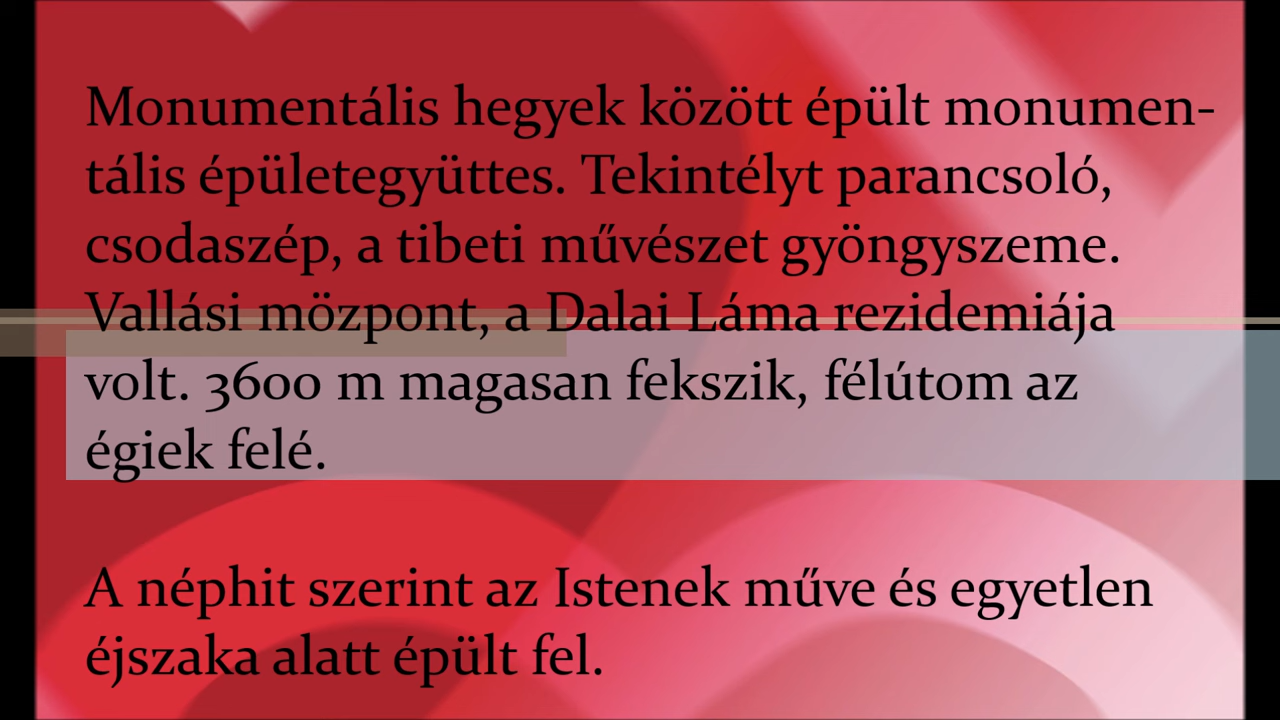 Monumentális hegyek között épült monumen-
tális épületegyüttes. Tekintélyt parancsoló,
csodaszép, a tibeti művészet gyöngyszeme.
Vallási mözpont, a Dalai Láma rezidemiája
volt. 3600 m magasan fekszik, félútom az
égiek felé.
A néphit szerint az Istenek műve és egyetlen
éjszaka alatt épült fel.